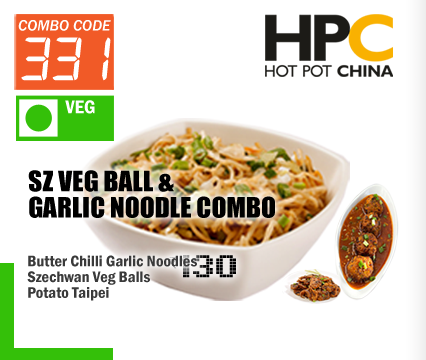 COMBO CODE
331
VEG
HPC
HOT POT CHINA
SZ VEG BALL &
GARLIC NOODLE COMBO
Butter Chilli Garlic Noodles
130
Szechwan Veg Balls
Potato Taipei